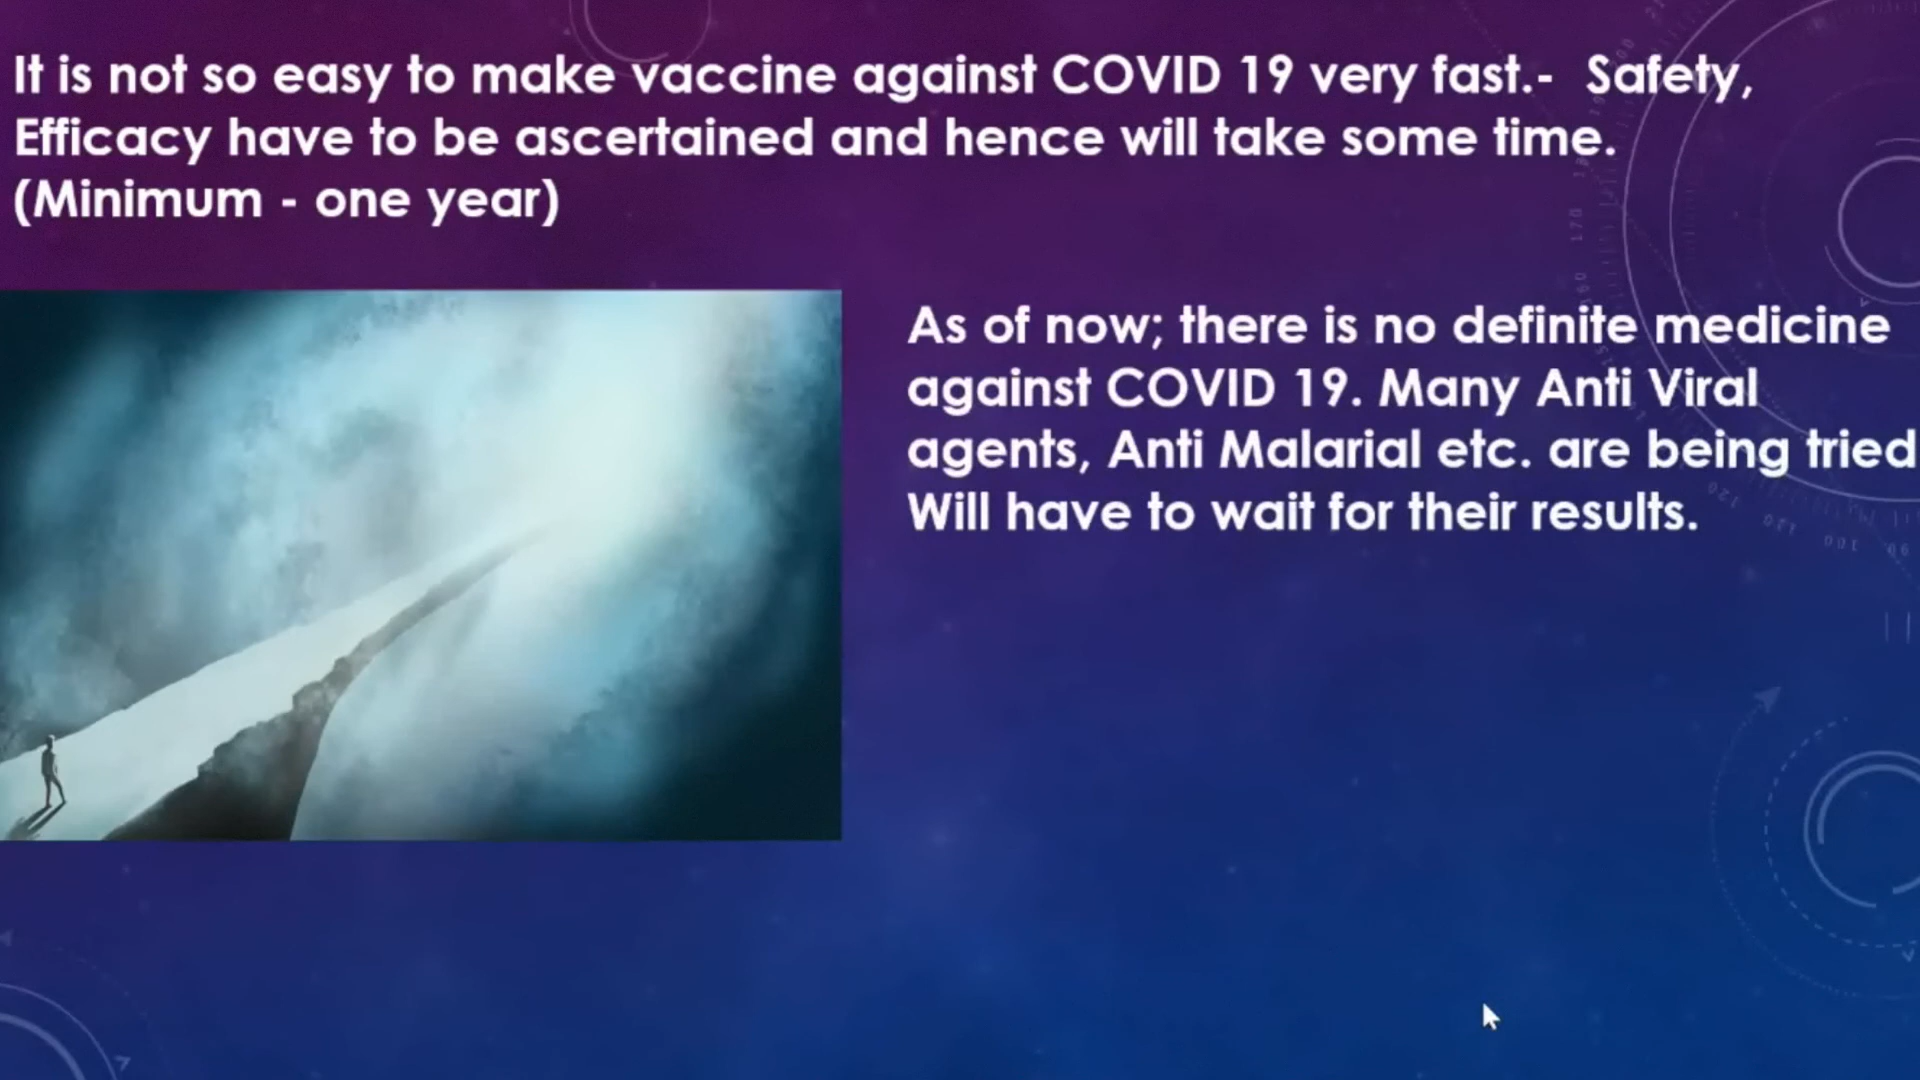 It is not so easy to make vaccine against COVID 19 very fast.-  Safety,
Efficacy have to be ascertained and hence will take some time.
(Minimum - one year)
As of now; there is no definite medicine
against COVID 19. Many Anti Viral
agents, Anti Malarial etc. are being tried
Will have to wait for their results.